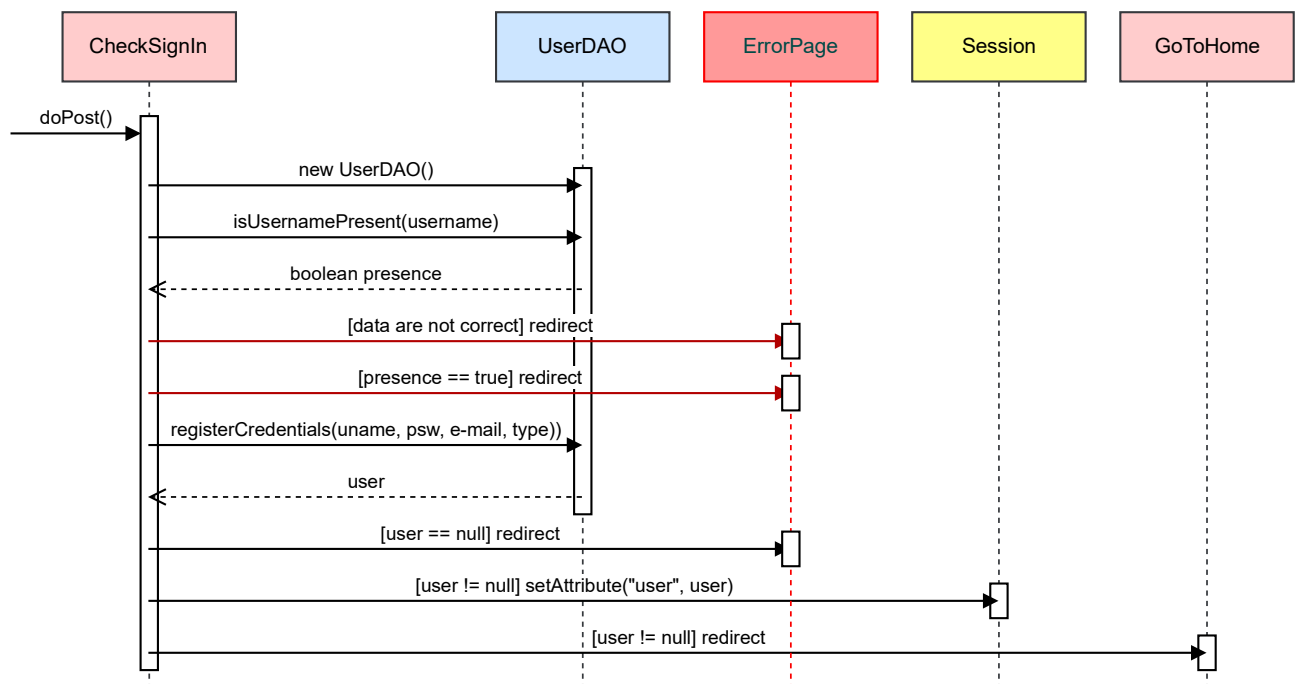 CheckSignIn
UserDAO
ErrorPage
Session
GoToHome
doPost()
new UserDAO()
isUsernamePresent(username)
boolean presence
[data are not correct] redirect
[presence == true] redirect
registerCredentials(uname, psw, e-mail, type))
user
[user == null] redirect
[user != null] setAttribute("user", user)
[user != null] redirect